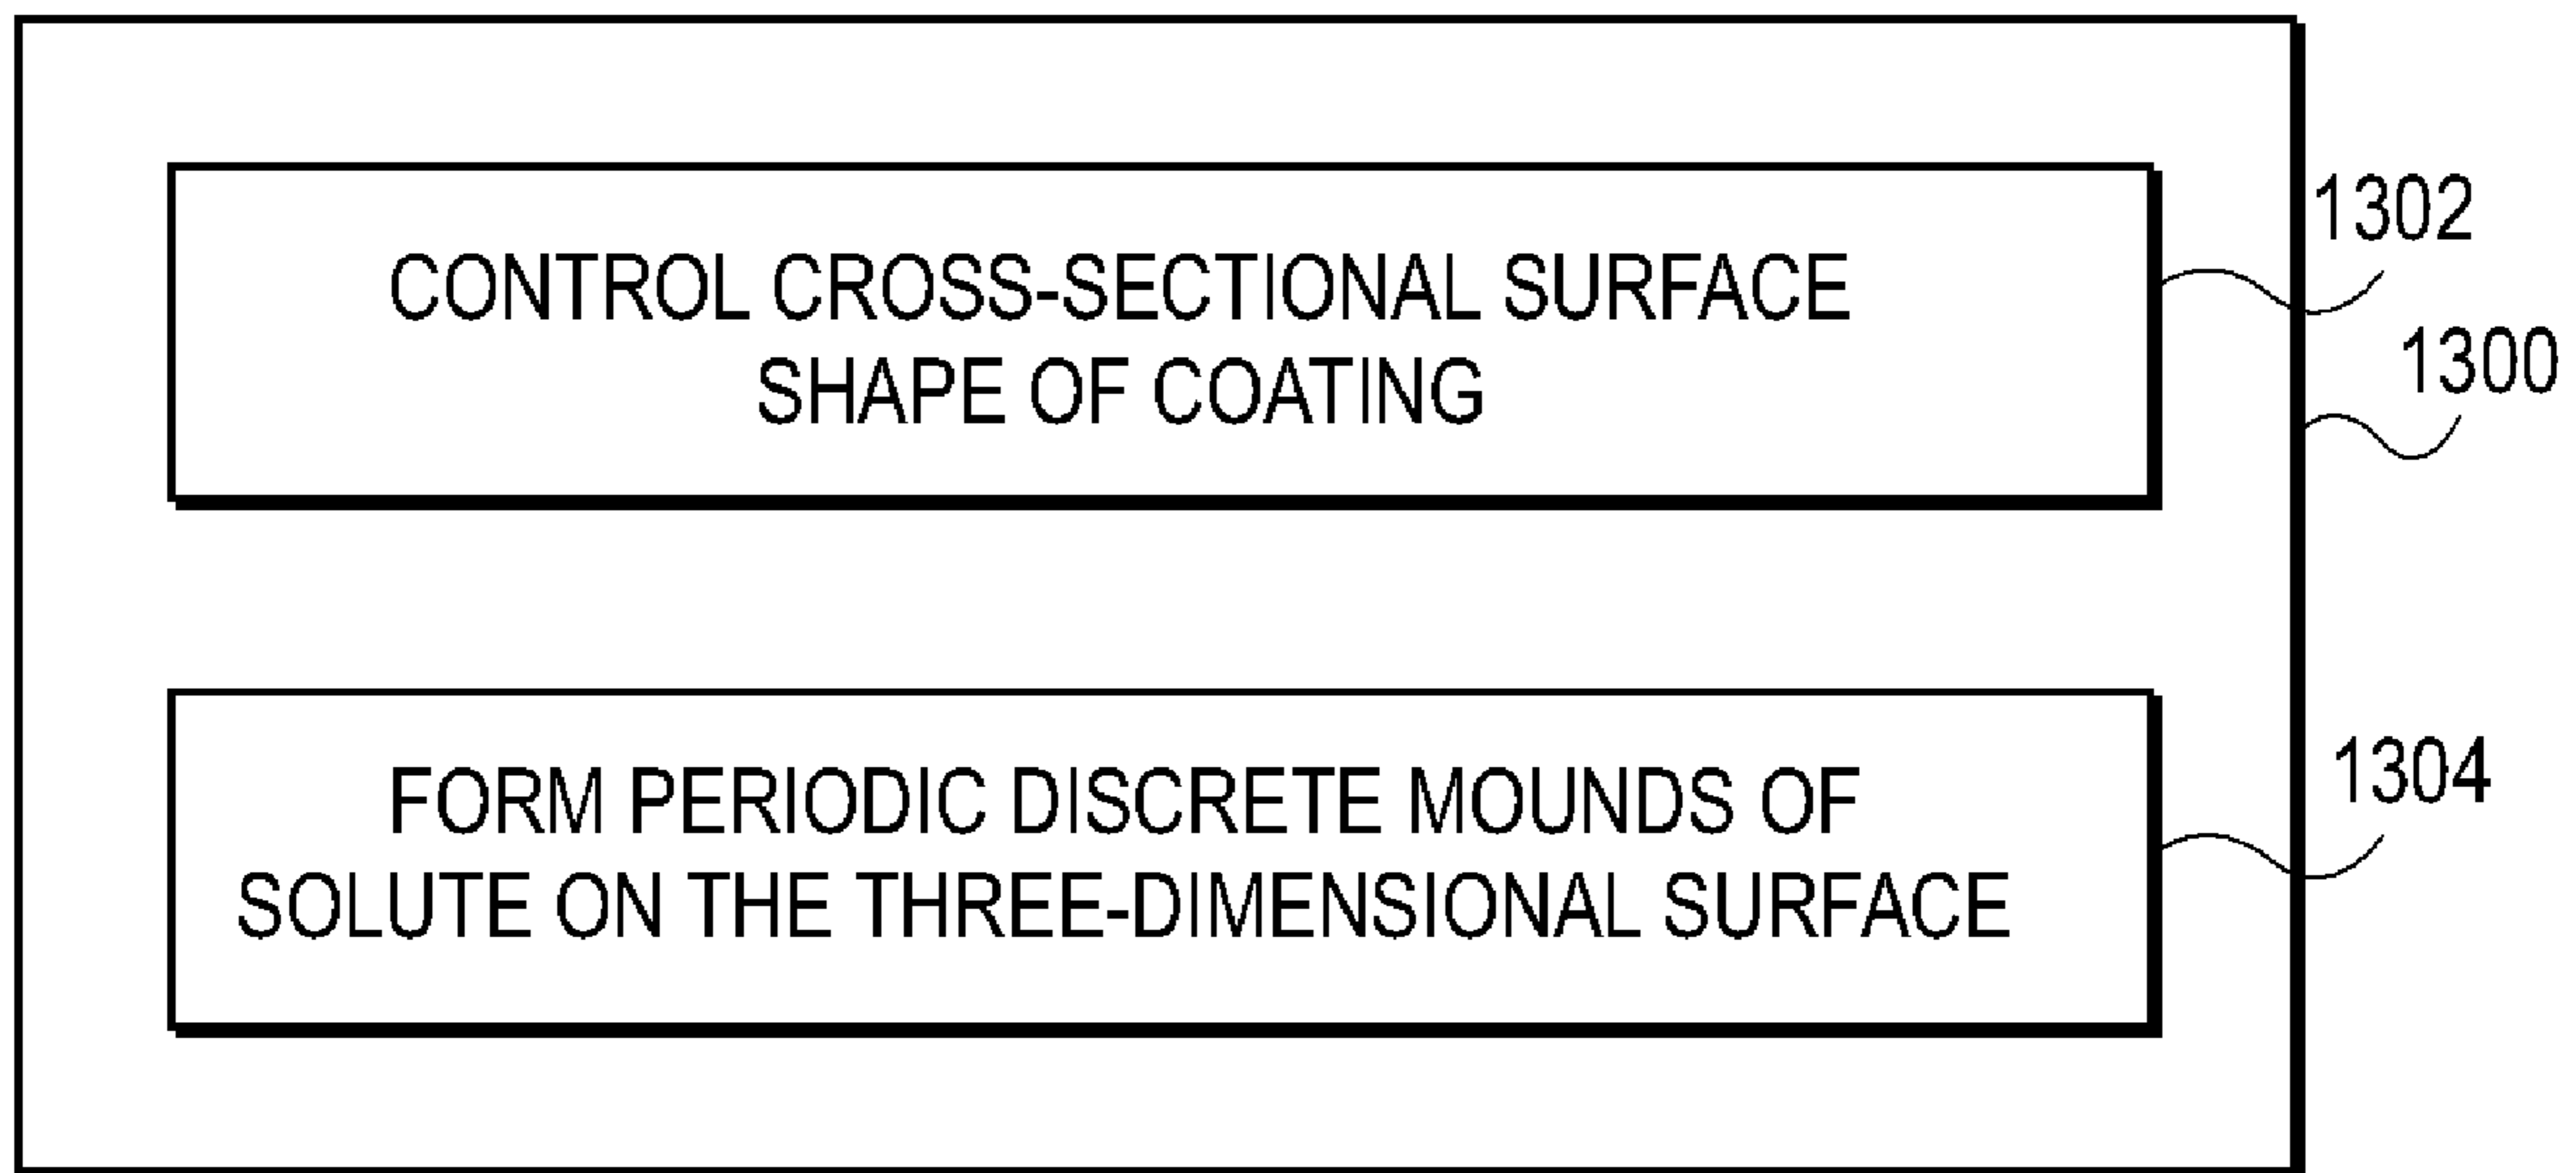 CONTROL CROSS-SECTIONAL SURFACE
SHAPE OF COATING
1302
1300
FORM PERIODIC DISCRETE MOUNDS OF
SOLUTE ON THE THREE-DIMENSIONAL SURFACE
1304